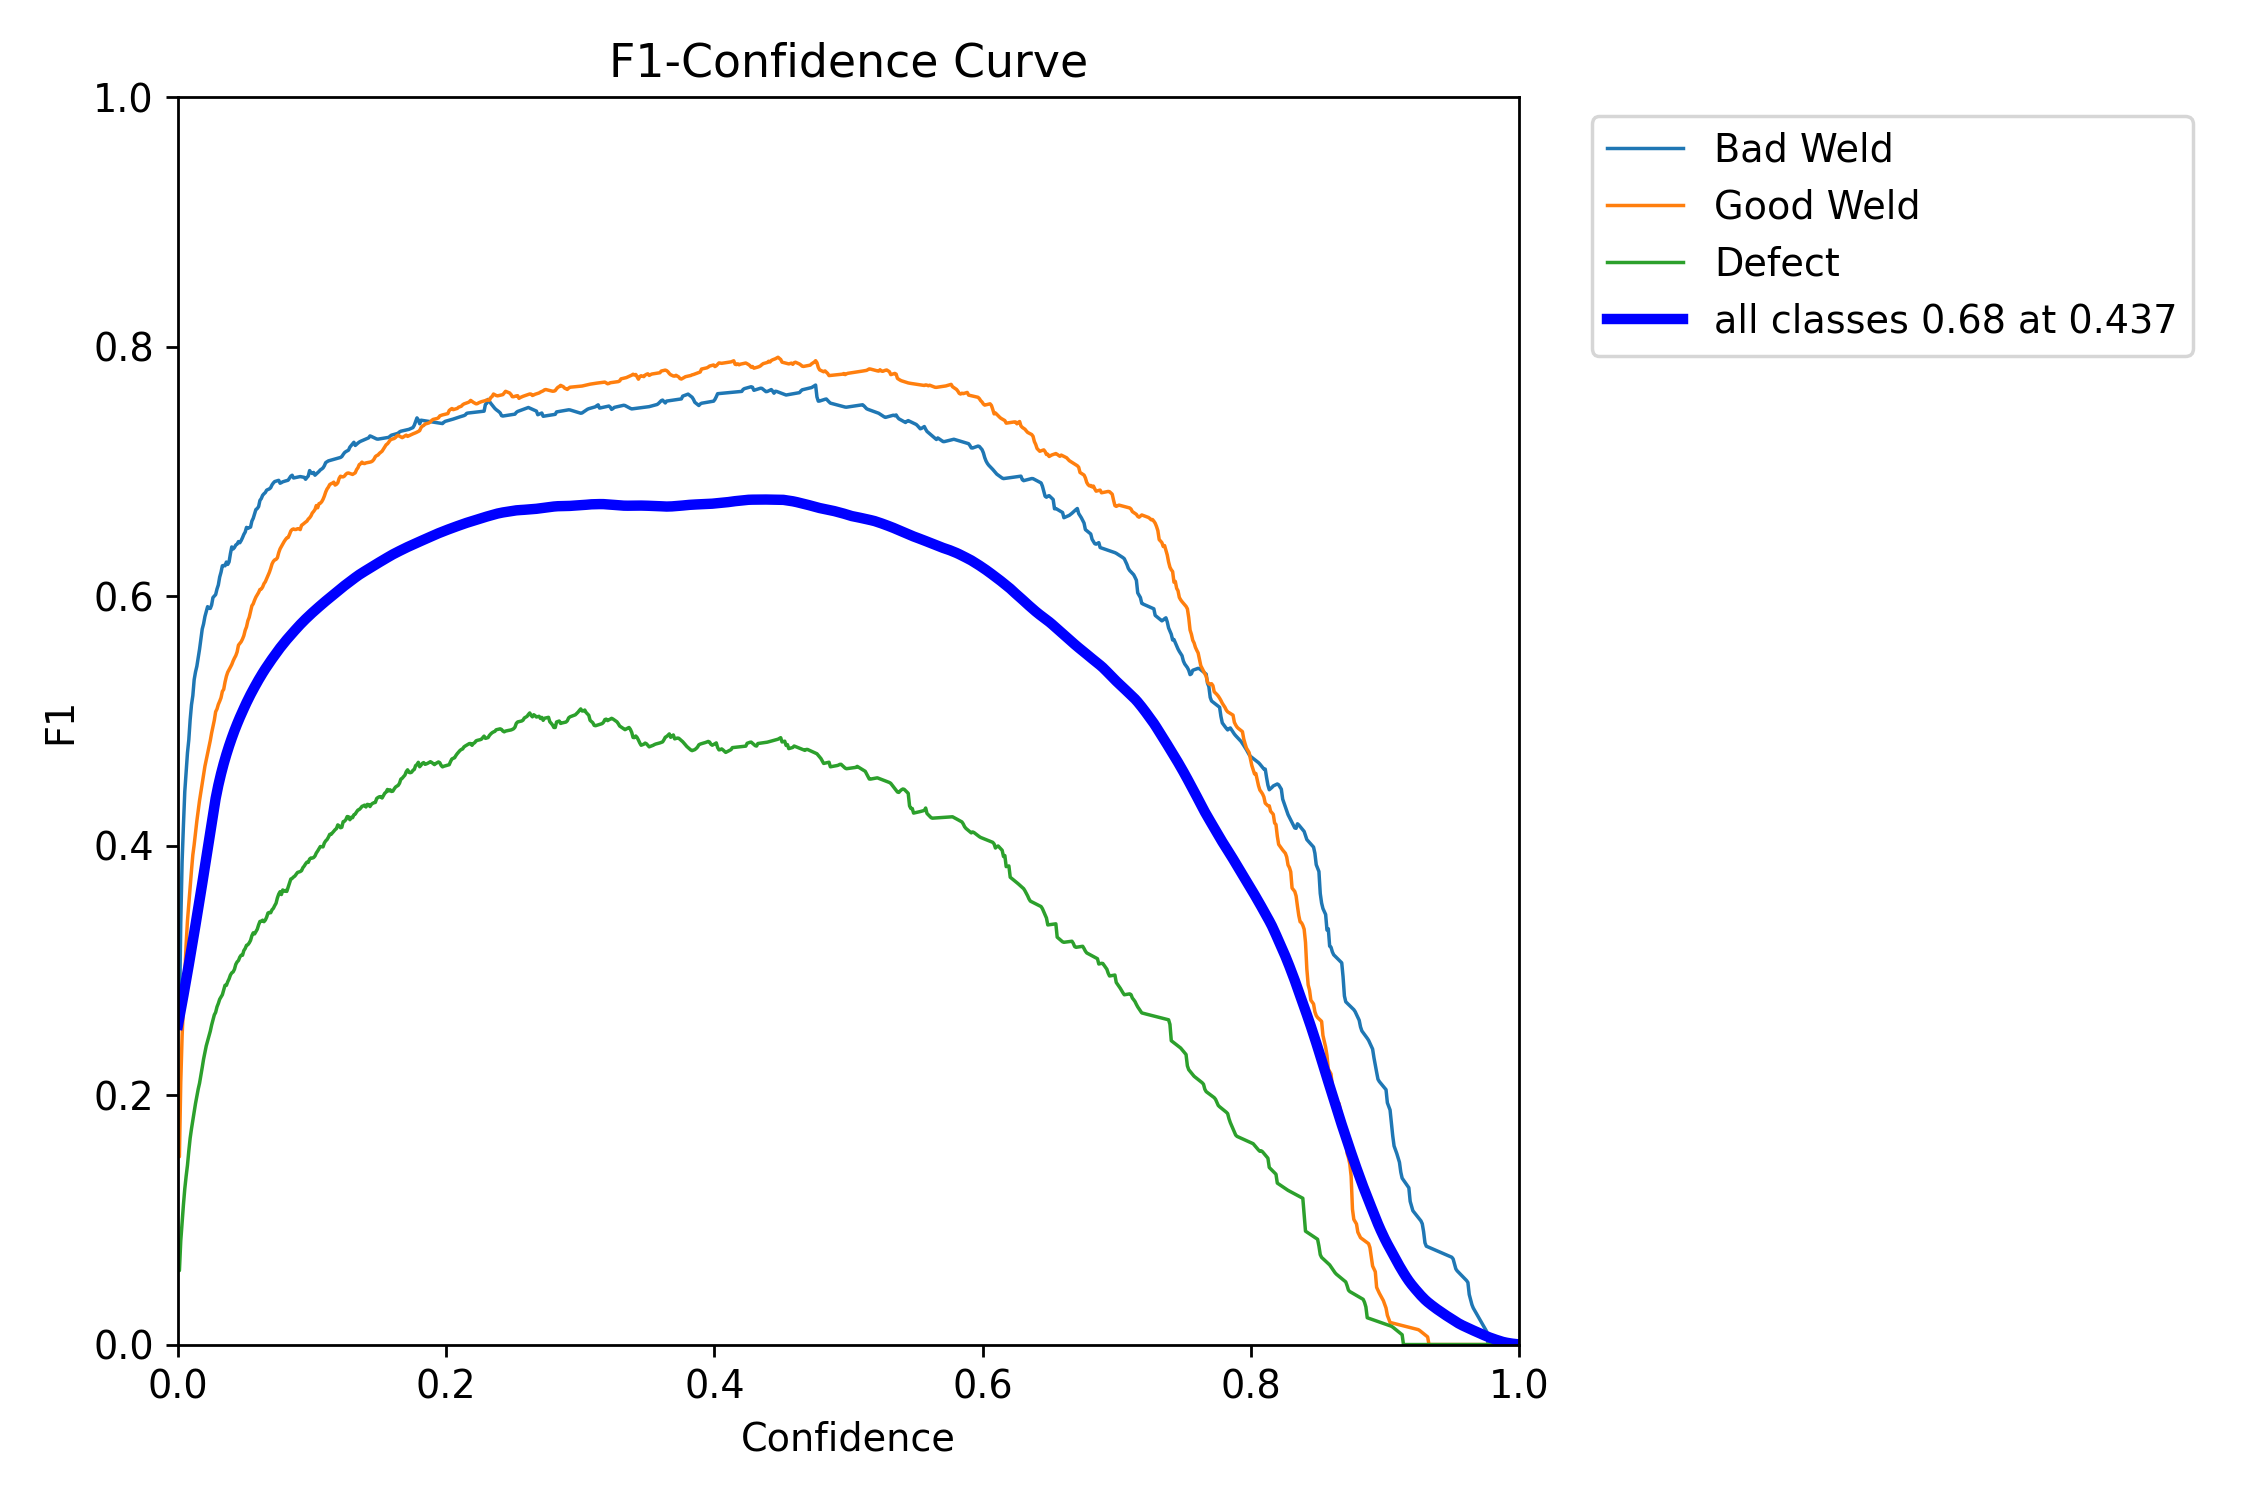 F1-Confidence Curve
1.0
0.8
0.6
0.4
0.2
0.0
F1
0.0 0.2 0.4 0.6 0.8 1.0
Confidence
Bad Weld
Good Weld
Defect
all classes 0.68 at 0.437